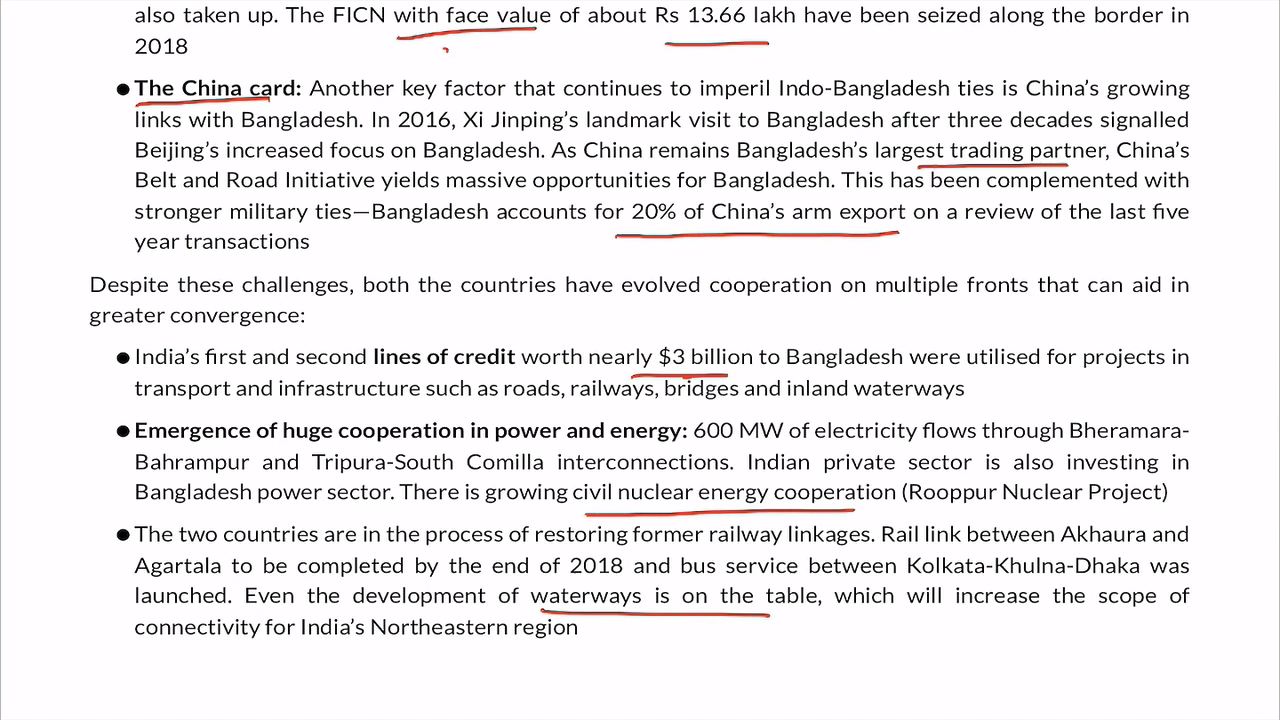 also taken up. The FICN with face value of about Rs 13.66 lakh have been seized along the border in
2018
● The China card: Another key factor that continues to imperil Indo-Bangladesh ties is China’s growing
links with Bangladesh. In 2016, Xi Jinping’s landmark visit to Bangladesh after three decades signalled
Beijing’s increased focus on Bangladesh. As China remains Bangladesh’s largest trading partner, China’s
Belt and Road Initiative yields massive opportunities for Bangladesh. This has been complemented with
stronger military ties—Bangladesh accounts for 20% of China’s arm export on a review of the last five
year transactions
Despite these challenges, both the countries have evolved cooperation on multiple fronts that can aid in
greater convergence:
● India’s first and second lines of credit worth nearly $3 billion to Bangladesh were utilised for projects in
transport and infrastructure such as roads, railways, bridges and inland waterways
● Emergence of huge cooperation in power and energy: 600 MW of electricity flows through Bheramara-
Bahrampur and Tripura-South Comilla interconnections. Indian private sector is also investing in
Bangladesh power sector. There is growing civil nuclear energy cooperation (Rooppur Nuclear Project)
● The two countries are in the process of restoring former railway linkages. Rail link between Akhaura and
Agartala to be completed by the end of 2018 and bus service between Kolkata-Khulna-Dhaka was
launched. Even the development of waterways is on the table, which will increase the scope of
connectivity for India’s Northeastern region